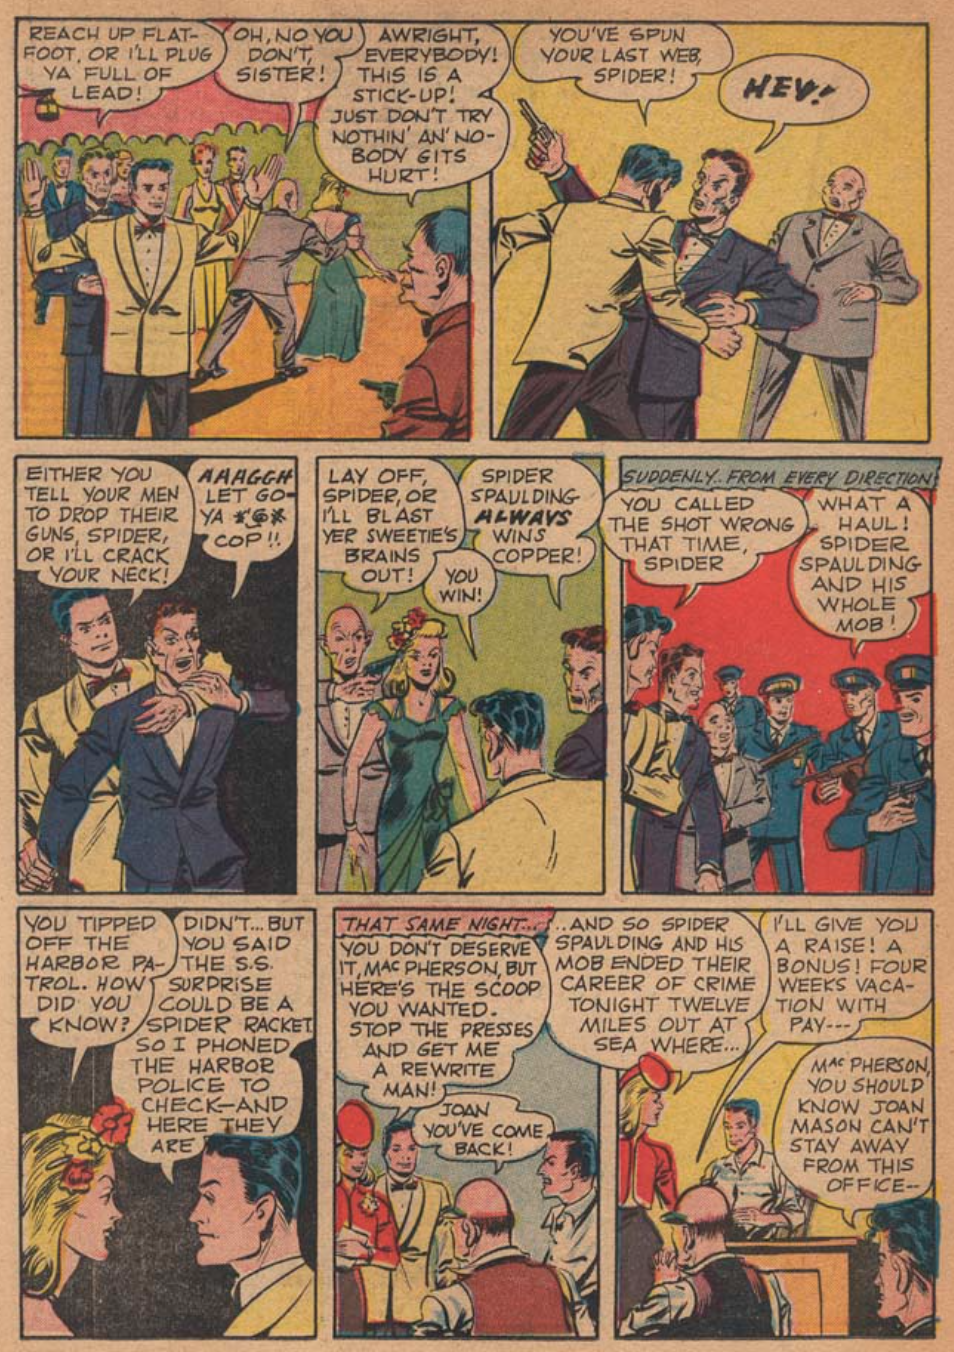 REACH UP FLAT-
FOOT, OR I'LL PLUG
YA FULL OF
LEAD!
OH, NO YOU
DON'T,
SISTER!
AWRIGHT,
EVERYBODY!
THIS IS A
STICK-UP!
JUST DON'T TRY
NOTHIN' AN' NO-
BODY GITS
HURT!
YOU'VE SPUN
YOUR LAST WEB,
SPIDER!
HEY!
EITHER YOU
TELL YOUR MEN
TO DROP THEIR
GUNS, SPIDER,
OR I'LL CRACK
YOUR NECK!
AAAGGH
LET GO-
YA *@*
COP!!
LAY OFF,
SPIDER, OR
I'LL BLAST
YER SWEETIE'S
BRAINS
OUT!
YOU
WIN!
SPIDER
SPAULDING
ALWAYS
WINS
COPPER!
SUDDENLY.. FROM EVERY DIRECTION
YOU CALLED
THE SHOT WRONG
THAT TIME,
SPIDER
WHAT A
HAUL!
SPIDER
SPAULDING
AND HIS
WHOLE
MOB!
YOU TIPPED
OFF THE
HARBOR PA-
TROL. HOW
DID YOU
KNOW?
DIDN'T... BUT
YOU SAID
THE S.S.
SURPRISE
COULD BE A
SPIDER RACKET
SO I PHONED
THE HARBOR
POLICE TO
CHECK—AND
HERE THEY
ARE
THAT SAME NIGHT...
YOU DON'T DESERVE
IT, MACPHERSON, BUT
HERE'S THE SCOOP
YOU WANTED.
STOP THE PRESSES
AND GET ME
A REWRITE
MAN!
JOAN
YOU'VE COME
BACK!
..AND SO SPIDER
SPAULDING AND HIS
MOB ENDED THEIR
CAREER OF CRIME
TONIGHT TWELVE
MILES OUT AT
SEA WHERE...
I'LL GIVE YOU
A RAISE! A
BONUS! FOUR
WEEKS VACA-
TION WITH
PAY---
MACPHERSON,
YOU SHOULD
KNOW JOAN
MASON CAN'T
STAY AWAY
FROM THIS
OFFICE--